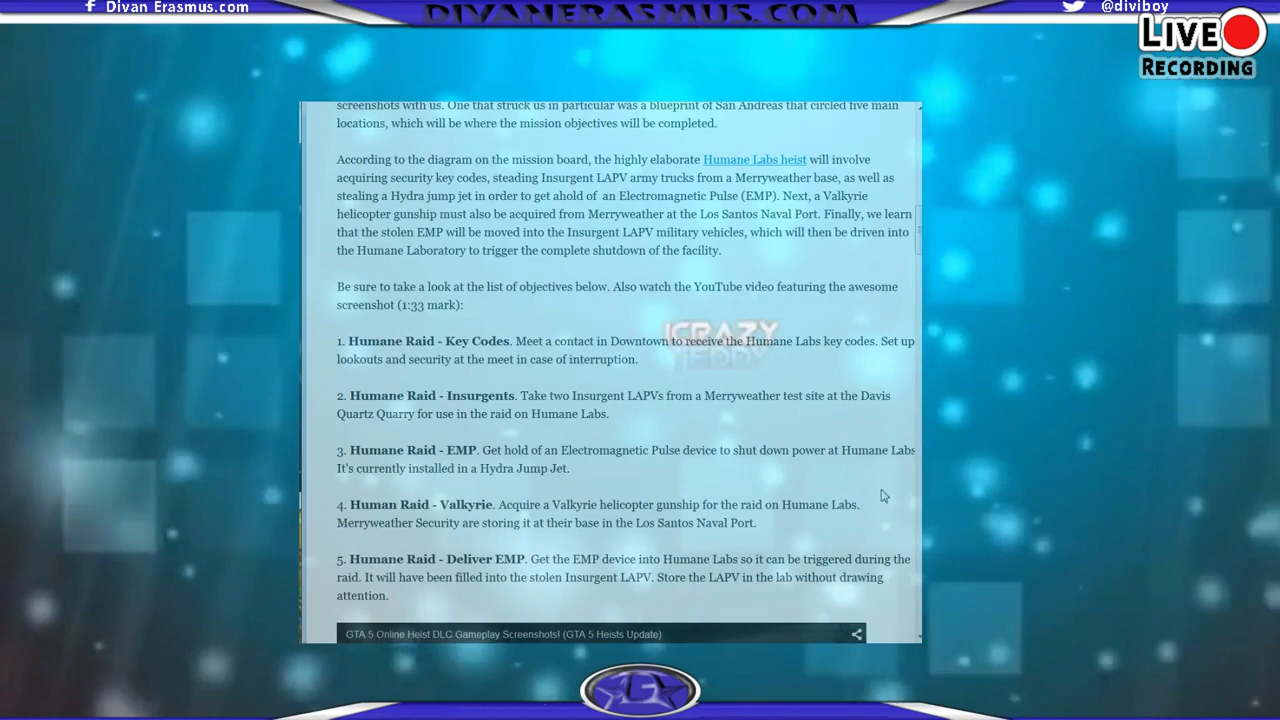 Divan Erasmus.com
DIVANERASMUS.COM
@diviboy
LIVE
RECORDING
screenshots with us. One that struck us in particular was a blueprint of San Andreas that circled five main
locations, which will be where the mission objectives will be completed.
According to the diagram on the mission board, the highly elaborate Humane Labs heist will involve
acquiring security key codes, steading Insurgent LAPV army trucks from a Merryweather base, as well as
stealing a Hydra jump jet in order to get ahold of an Electromagnetic Pulse (EMP). Next, a Valkyrie
helicopter gunship must also be acquired from Merryweather at the Los Santos Naval Port. Finally, we learn
that the stolen EMP will be moved into the Insurgent LAPV military vehicles, which will then be driven into
the Humane Laboratory to trigger the complete shutdown of the facility.
Be sure to take a look at the list of objectives below. Also watch the YouTube video featuring the awesome
screenshot (1:33 mark):
ICRAZY
TEDDY
1. Humane Raid - Key Codes. Meet a contact in Downtown to receive the Humane Labs key codes. Set up
lookouts and security at the meet in case of interruption.
2. Humane Raid - Insurgents. Take two Insurgent LAPVs from a Merryweather test site at the Davis
Quartz Quarry for use in the raid on Humane Labs.
3. Humane Raid - EMP. Get hold of an Electromagnetic Pulse device to shut down power at Humane Labs
It's currently installed in a Hydra Jump Jet.
4. Human Raid - Valkyrie. Acquire a Valkyrie helicopter gunship for the raid on Humane Labs.
Merryweather Security are storing it at their base in the Los Santos Naval Port.
5. Humane Raid - Deliver EMP. Get the EMP device into Humane Labs so it can be triggered during the
raid. It will have been filled into the stolen Insurgent LAPV. Store the LAPV in the lab without drawing
attention.
GTA 5 Online Heist DLC Gameplay Screenshots! (GTA 5 Heists Update)